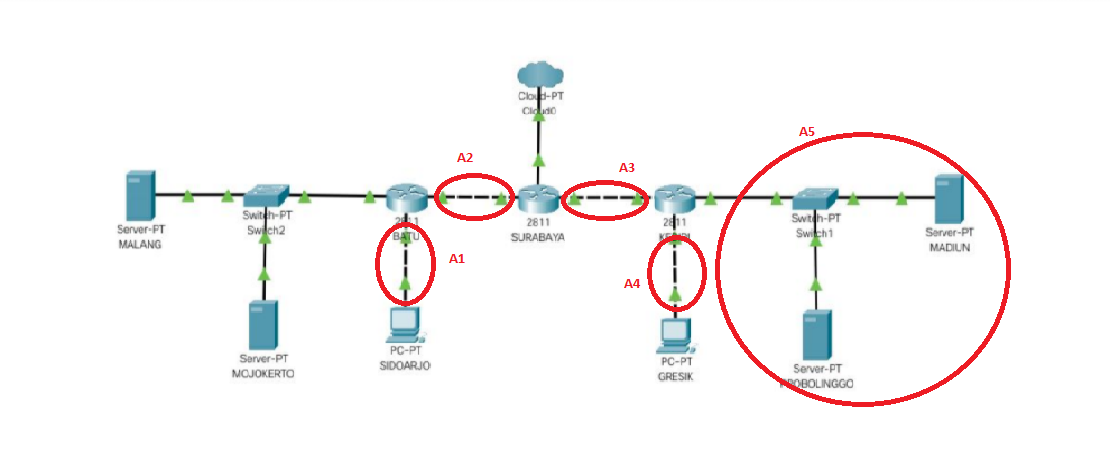 Cloud-PT
Cloud0
A5
A2
A3
Switch-PT
Switch2
2811
BATU
2811
SURABAYA
2811
KEDIRI
Switch-PT
Switch1
Server-PT
MALANG
Server-PT
MADIUN
A1
A4
Server-PT
MOJOKERTO
PC-PT
SIDOARJO
PC-PT
GRESIK
Server-PT
PROBOLINGGO